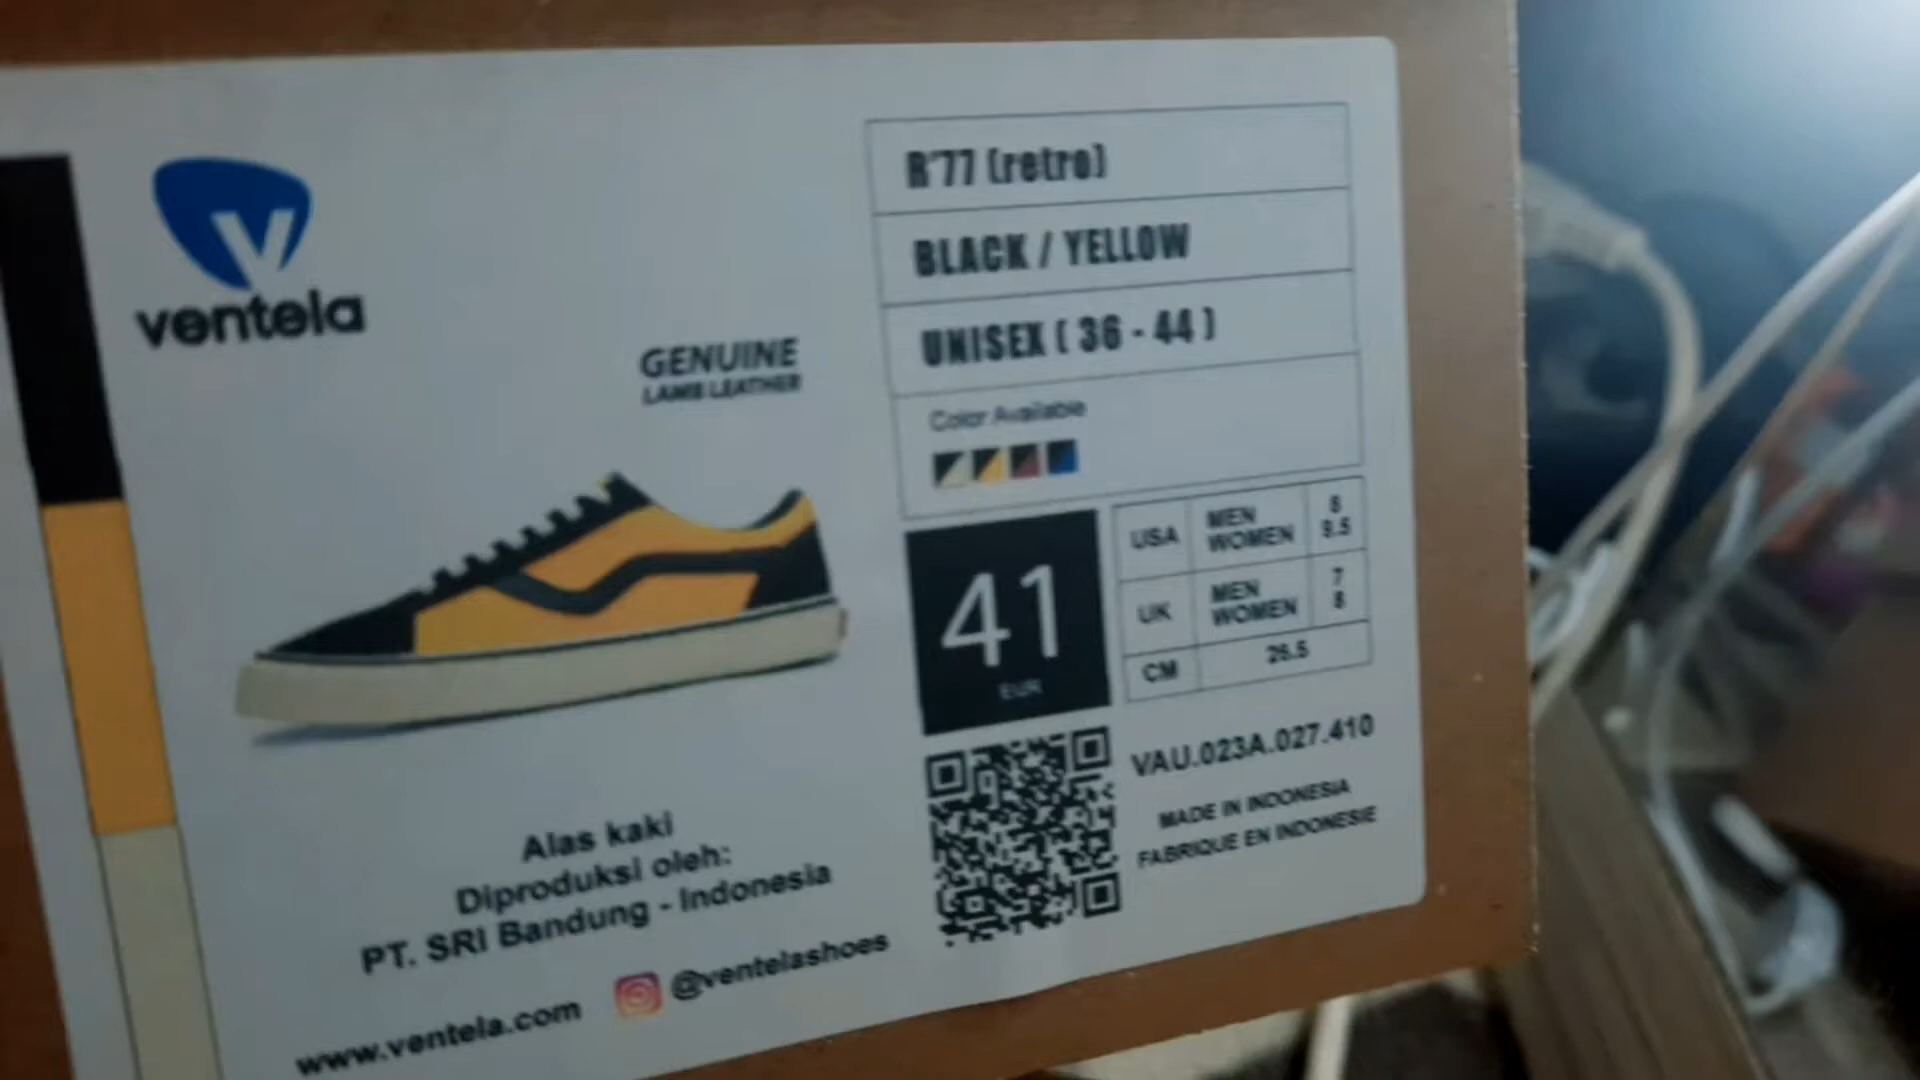 ventela
GENUINE
LAMB LEATHER
R'77 (retro)
BLACK / YELLOW
UNISEX ( 36 - 44 )
Color Available
41
EUR
USA MEN 8
WOMEN 9.5
UK MEN 7
WOMEN 8
CM 26.5
VAU.023A.027.410
MADE IN INDONESIA
FABRIQUE EN INDONESIE
Alas kaki
Diproduksi oleh:
PT. SRI Bandung - Indonesia
www.ventela.com @ventelashoes